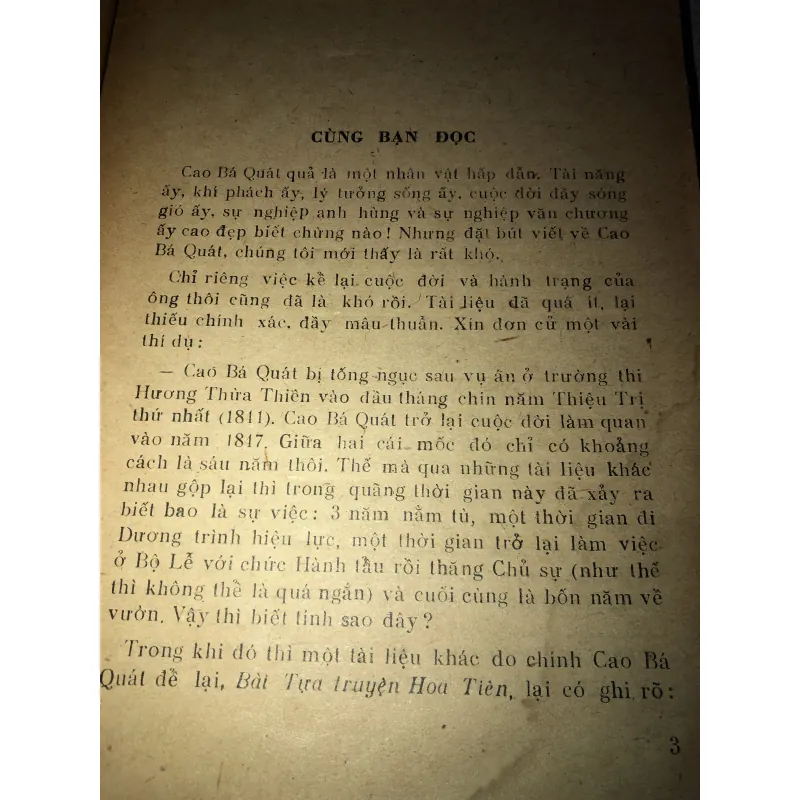 CÙNG BẠN ĐỌC
Cao Bá Quát quả là một nhân vật hấp dẫn. Tài năng
ấy, khí phách ấy, lý tưởng sống ấy, cuộc đời đầy sóng
gió ấy, sự nghiệp anh hùng và sự nghiệp văn chương
ấy cao đẹp biết chừng nào! Nhưng đặt bút viết về Cao
Bá Quát, chúng tôi mới thấy là rất khó.
Chỉ riêng việc kể lại cuộc đời và hành trạng của
ông thôi cũng đã là khó rồi. Tài liệu đã quá ít, lại
thiếu chính xác, đầy mâu thuẫn. Xin đơn cử một vài
thí dụ:
— Cao Bá Quát bị tống ngục sau vụ án ở trường thi
Hương Thừa Thiên vào đầu tháng chín năm Thiệu Trị
thứ nhất (1841). Cao Bá Quát trở lại cuộc đời làm quan
vào năm 1847. Giữa hai cái mốc đó chỉ có khoảng
cách là sáu năm thôi. Thế mà qua những tài liệu khác
nhau gộp lại thì trong quãng thời gian này đã xảy ra
biết bao là sự việc: 3 năm nằm tù, một thời gian đi
Dương trình hiệu lực, một thời gian trở lại làm việc
ở Bộ Lễ với chức Hành tẩu rồi thăng Chủ sự (như thế
thì không thể là quá ngắn) và cuối cùng là bốn năm về
vườn. Vậy thì biết tính sao đây?
Trong khi đó thì một tài liệu khác do chính Cao Bá
Quát để lại, Bài Tựa truyện Hoa Tiên, lại có ghi rõ:
3